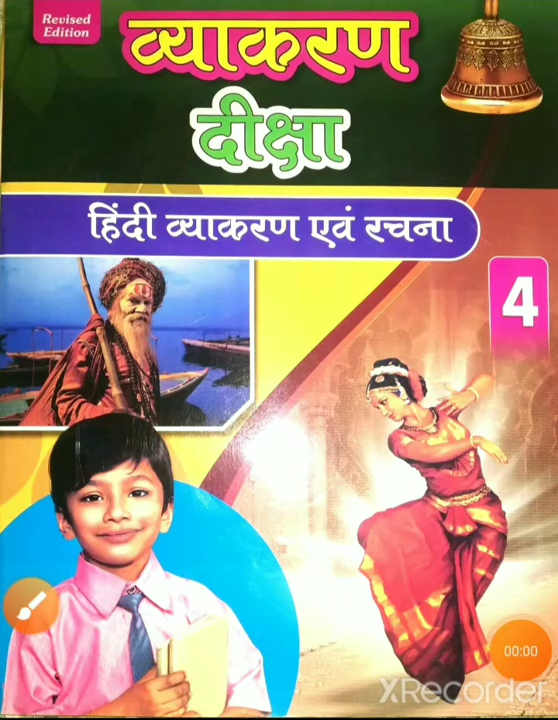 Revised
Edition
व्याकरण
दीक्षा
हिंदी व्याकरण एवं रचना
4
00:00
XRecorder